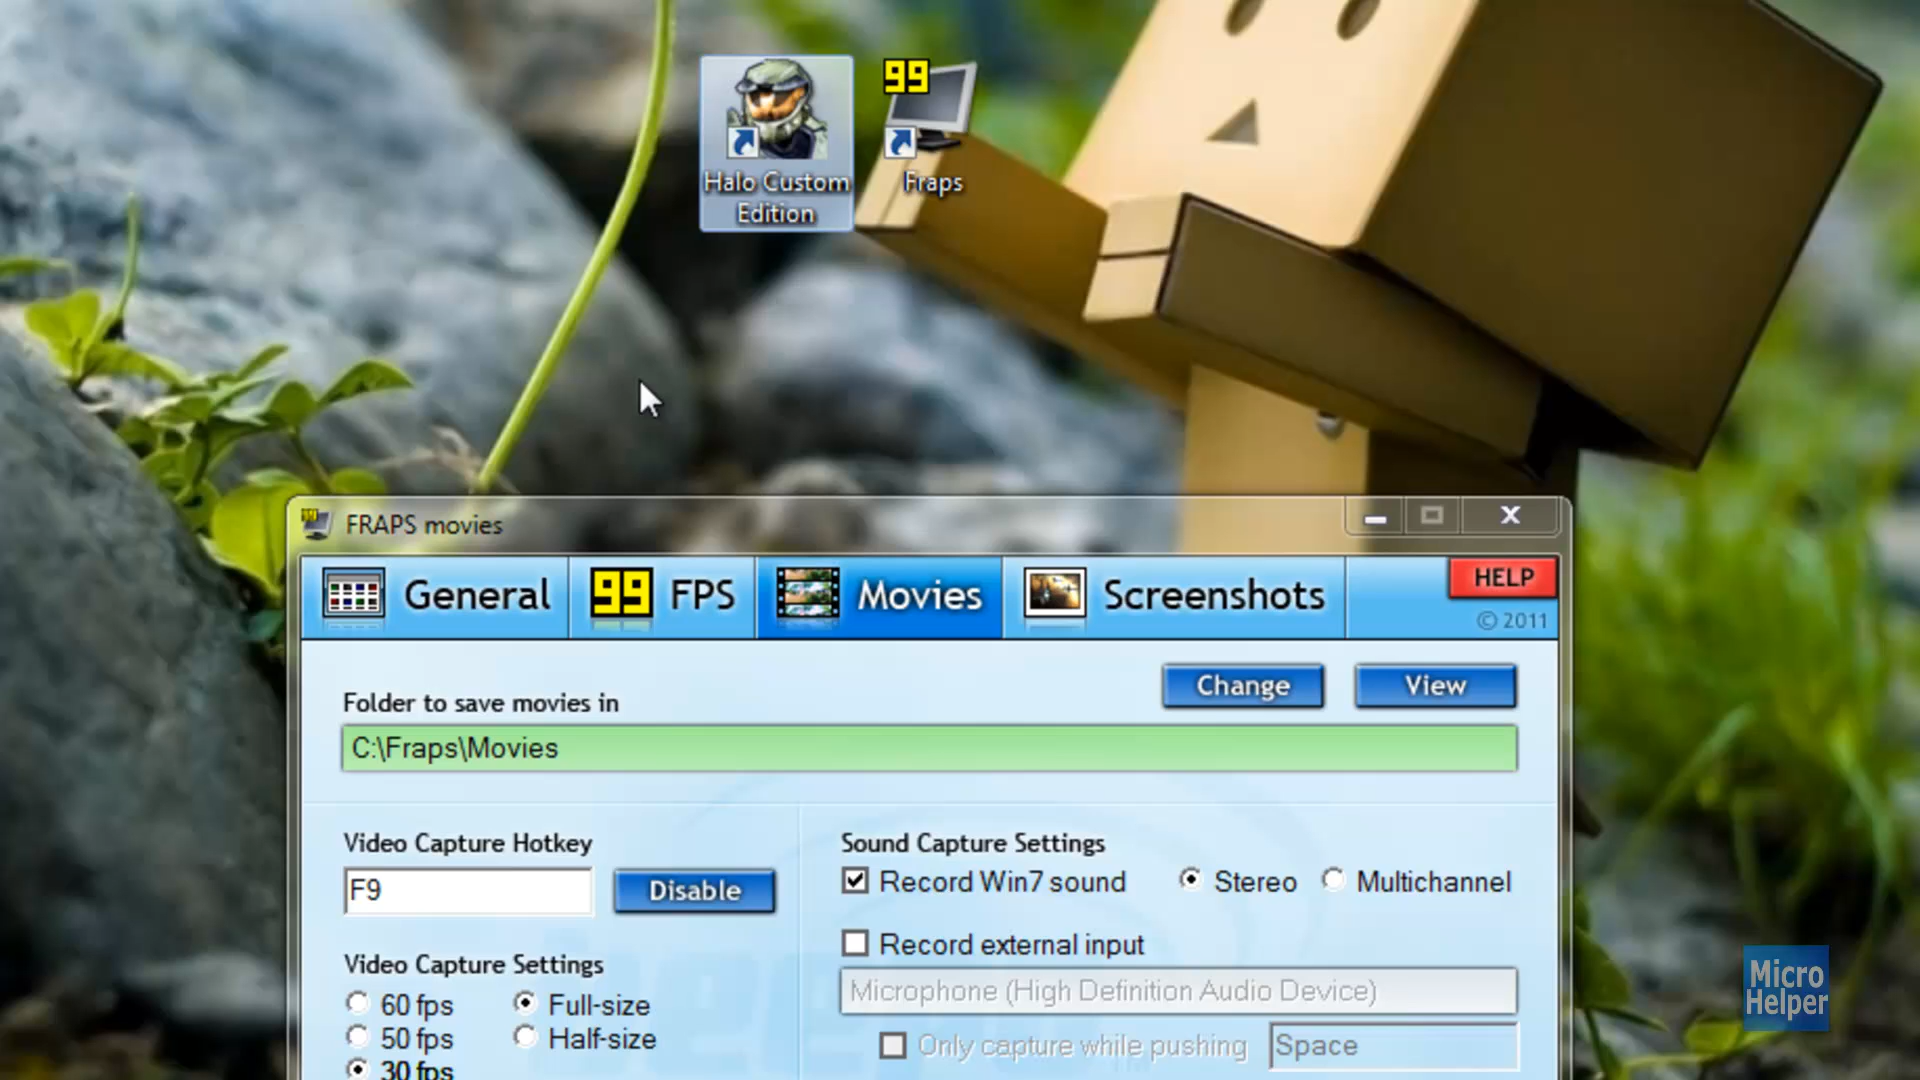 99
Halo Custom
Edition
Fraps
FRAPS movies
General
99 FPS
Movies
Screenshots
HELP
© 2011
Folder to save movies in
Change
View
C:\Fraps\Movies
Video Capture Hotkey
F9
Disable
Sound Capture Settings
Record Win7 sound
Stereo
Multichannel
Record external input
Microphone (High Definition Audio Device)
Only capture while pushing
Space
Video Capture Settings
60 fps
Full-size
50 fps
Half-size
30 fps
Micro
Helper